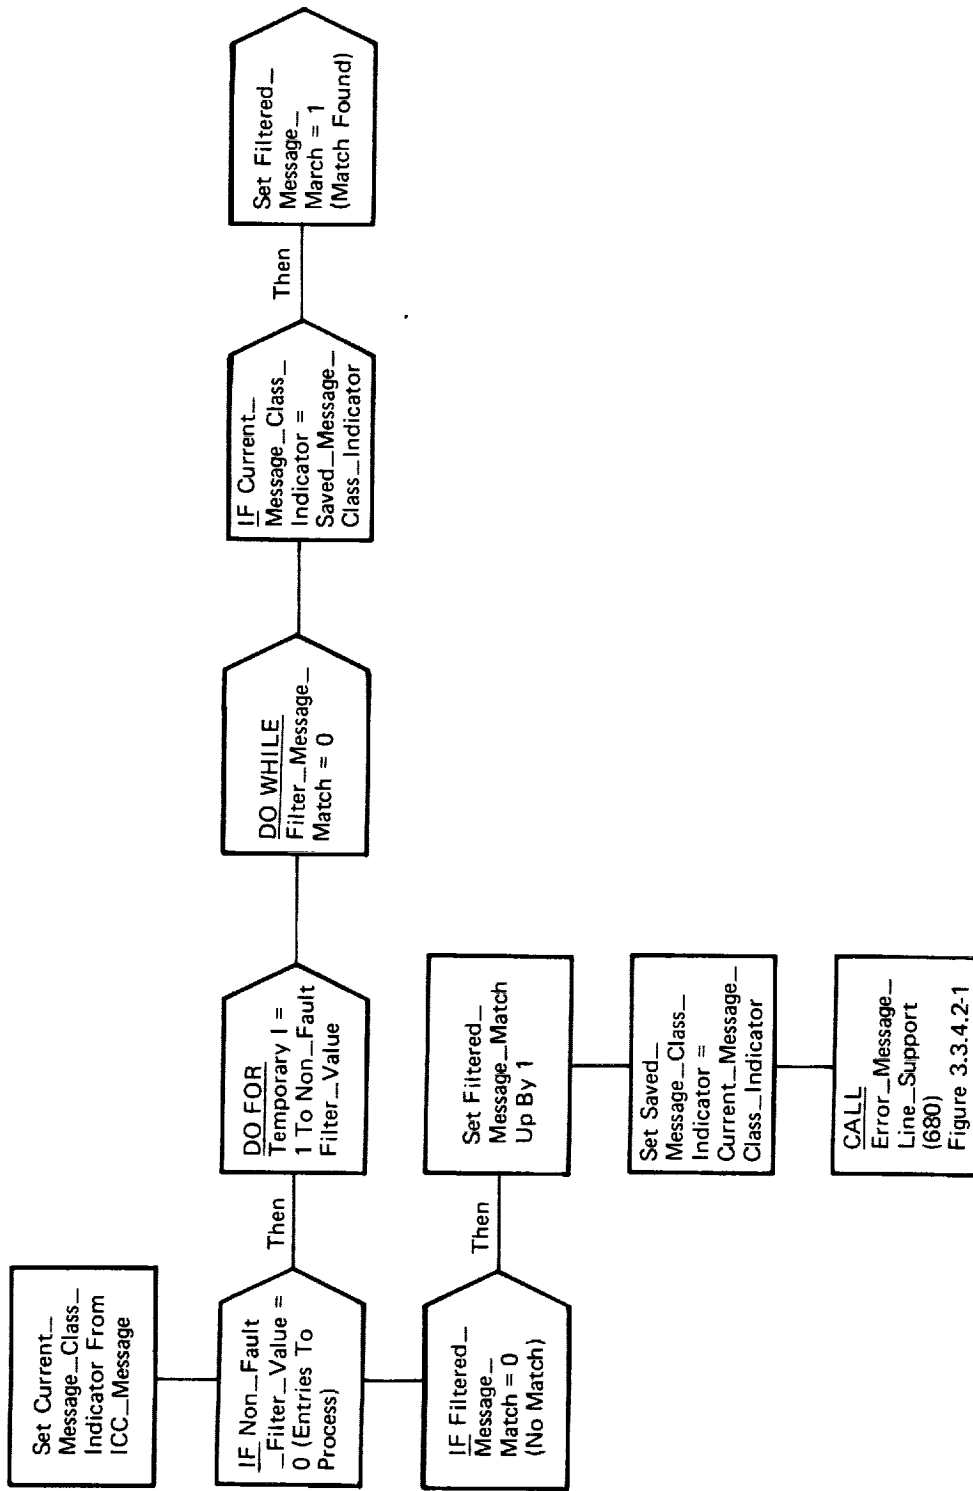 Set Current_
Message_Class_
Indicator From
ICC_Message
IF Non_Fault
_Filter_Value =
0 (Entries To
Process)
Then
DO FOR
Temporary I =
1 To Non_Fault
Filter_Value
DO WHILE
Filter_Message_
Match = 0
IF Current_
Message_Class_
Indicator =
Saved_Message_
Class_Indicator
Then
Set Filtered_
Message_
March = 1
(Match Found)
IF Filtered_
Message_
Match = 0
(No Match)
Then
Set Filtered_
Message_Match
Up By 1
Set Saved_
Message_Class_
Indicator =
Current_Message_
Class_Indicator
CALL
Error_Message_
Line_Support
(680)
Figure 3.3.4.2-1